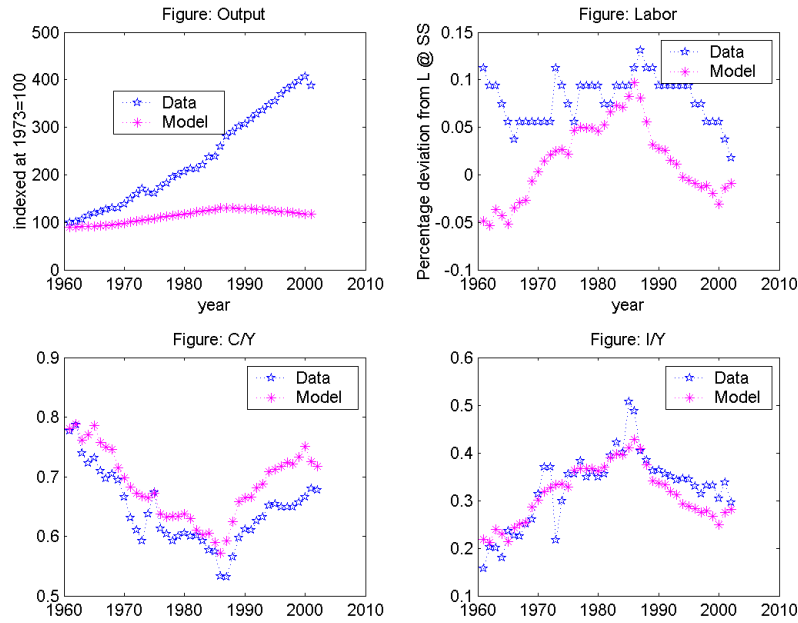 Figure: Output
500
400
300
200
100
0
indexed at 1973=100
Data
Model
1960
1970
1980
1990
2000
2010
year
Figure: Labor
0.15
0.1
0.05
0
-0.05
-0.1
Percentage deviation from L @ SS
Data
Model
1960
1970
1980
1990
2000
2010
year
Figure: C/Y
0.9
0.8
0.7
0.6
0.5
Data
Model
1960
1970
1980
1990
2000
2010
Figure: I/Y
0.6
0.5
0.4
0.3
0.2
0.1
Data
Model
1960
1970
1980
1990
2000
2010